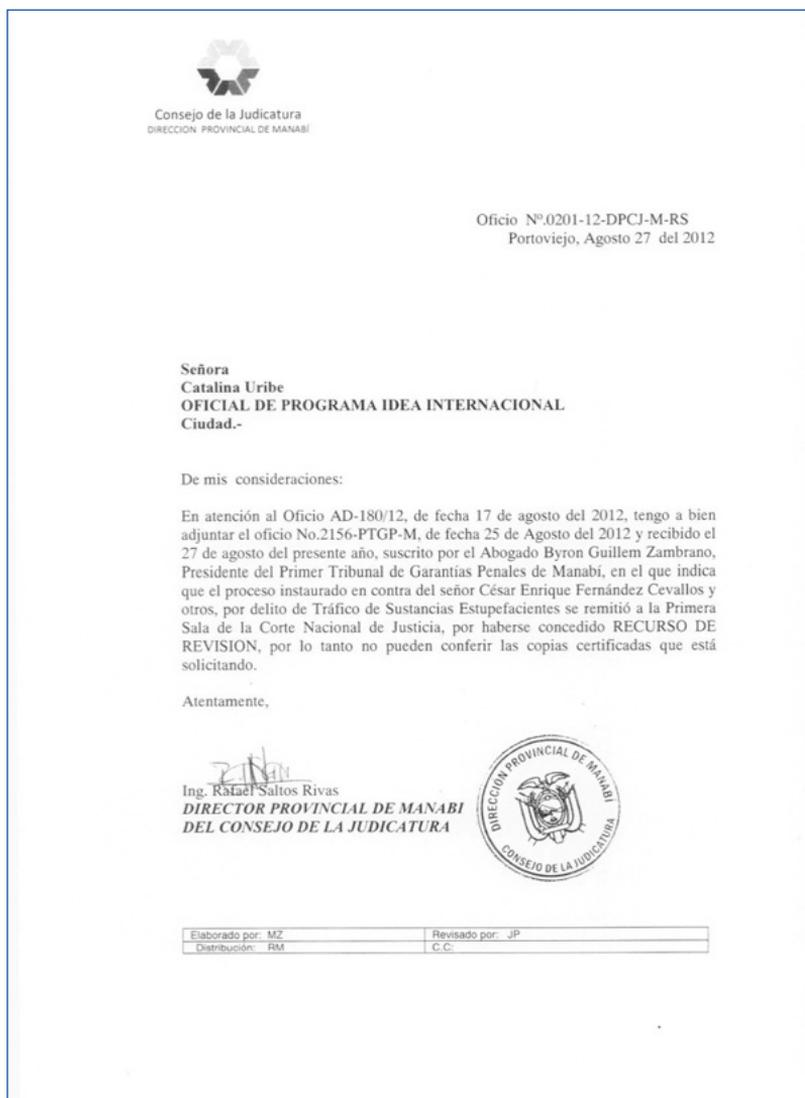 Consejo de la Judicatura
DIRECCION PROVINCIAL DE MANABÍ
Oficio Nº.0201-12-DPCJ-M-RS
Portoviejo, Agosto 27 del 2012
Señora
Catalina Uribe
OFICIAL DE PROGRAMA IDEA INTERNACIONAL
Ciudad.-
De mis consideraciones:
En atención al Oficio AD-180/12, de fecha 17 de agosto del 2012, tengo a bien
adjuntar el oficio No.2156-PTGP-M, de fecha 25 de Agosto del 2012 y recibido el
27 de agosto del presente año, suscrito por el Abogado Byron Guillem Zambrano,
Presidente del Primer Tribunal de Garantías Penales de Manabí, en el que indica
que el proceso instaurado en contra del señor César Enrique Fernández Cevallos y
otros, por delito de Tráfico de Sustancias Estupefacientes se remitió a la Primera
Sala de la Corte Nacional de Justicia, por haberse concedido RECURSO DE
REVISION, por lo tanto no pueden conferir las copias certificadas que está
solicitando.
Atentamente,
Ing. Rafael Saltos Rivas
DIRECTOR PROVINCIAL DE MANABI
DEL CONSEJO DE LA JUDICATURA
DIRECCION PROVINCIAL DE MANABÍ
CONSEJO DE LA JUDICATURA
Elaborado por: MZ
Revisado por: JP
Distribución: RM
C.C: